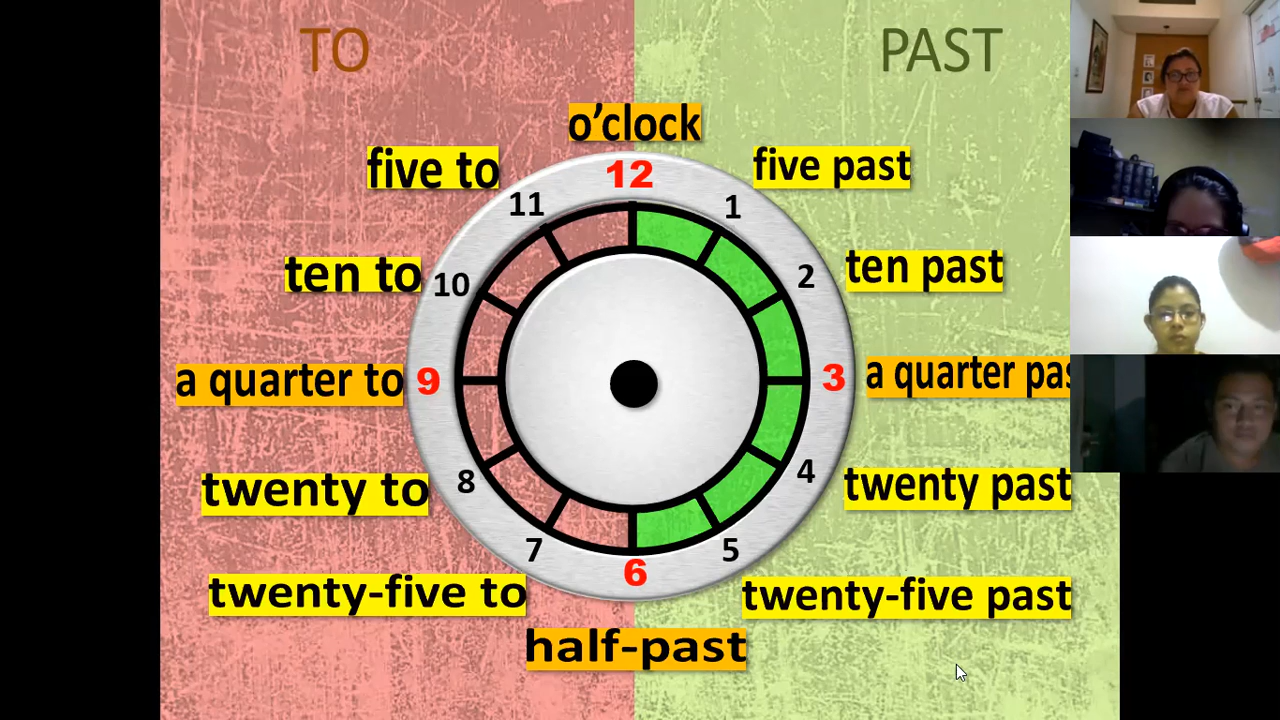 TO
PAST
o'clock
five to
12
five past
11
1
ten to
10
2
ten past
a quarter to
9
3
a quarter pas
twenty to
8
4
twenty past
7
5
6
twenty-five to
twenty-five past
half-past